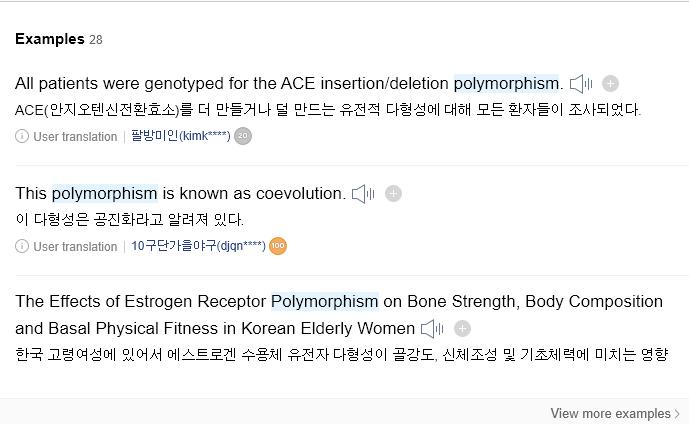 Examples 28
All patients were genotyped for the ACE insertion/deletion polymorphism.
ACE(안지오텐신전환효소)를 더 만들거나 덜 만드는 유전적 다형성에 대해 모든 환자들이 조사되었다.
User translation | 팔방미인(kimk****) 20
This polymorphism is known as coevolution.
이 다형성은 공진화라고 알려져 있다.
User translation | 10구단가을야구(djqn****) 100
The Effects of Estrogen Receptor Polymorphism on Bone Strength, Body Composition
and Basal Physical Fitness in Korean Elderly Women
한국 고령여성에 있어서 에스트로겐 수용체 유전자 다형성이 골강도, 신체조성 및 기초체력에 미치는 영향
View more examples >